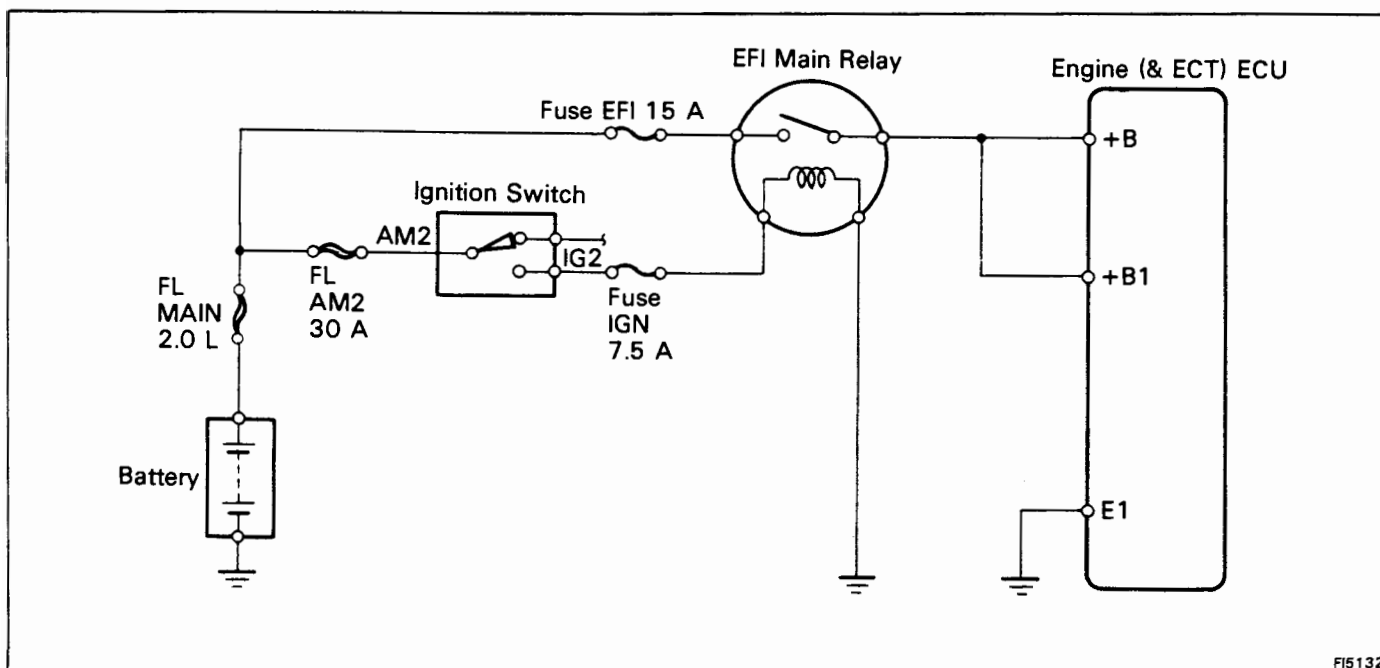 EFI Main Relay
Engine (& ECT) ECU
Fuse EFI 15 A
+B
Ignition Switch
AM2
IG2
FL
MAIN
2.0 L
FL
AM2
30 A
Fuse
IGN
7.5 A
+B1
Battery
E1
FI5132